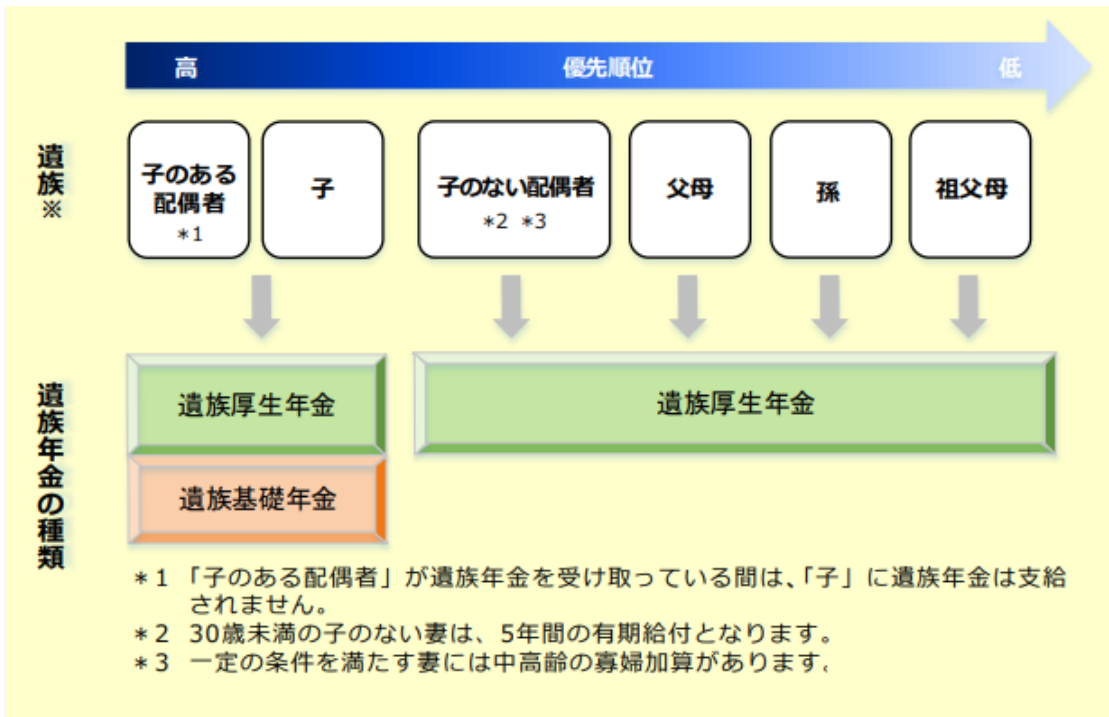 高 優先順位 低
遺族※
子のある
配偶者
*1
子
子のない配偶者
*2 *3
父母
孫
祖父母
遺族年金の種類
遺族厚生年金
遺族厚生年金
遺族基礎年金
*1 「子のある配偶者」が遺族年金を受け取っている間は、「子」に遺族年金は支給
されません。
*2 30歳未満の子のない妻は、5年間の有期給付となります。
*3 一定の条件を満たす妻には中高齢の寡婦加算があります。